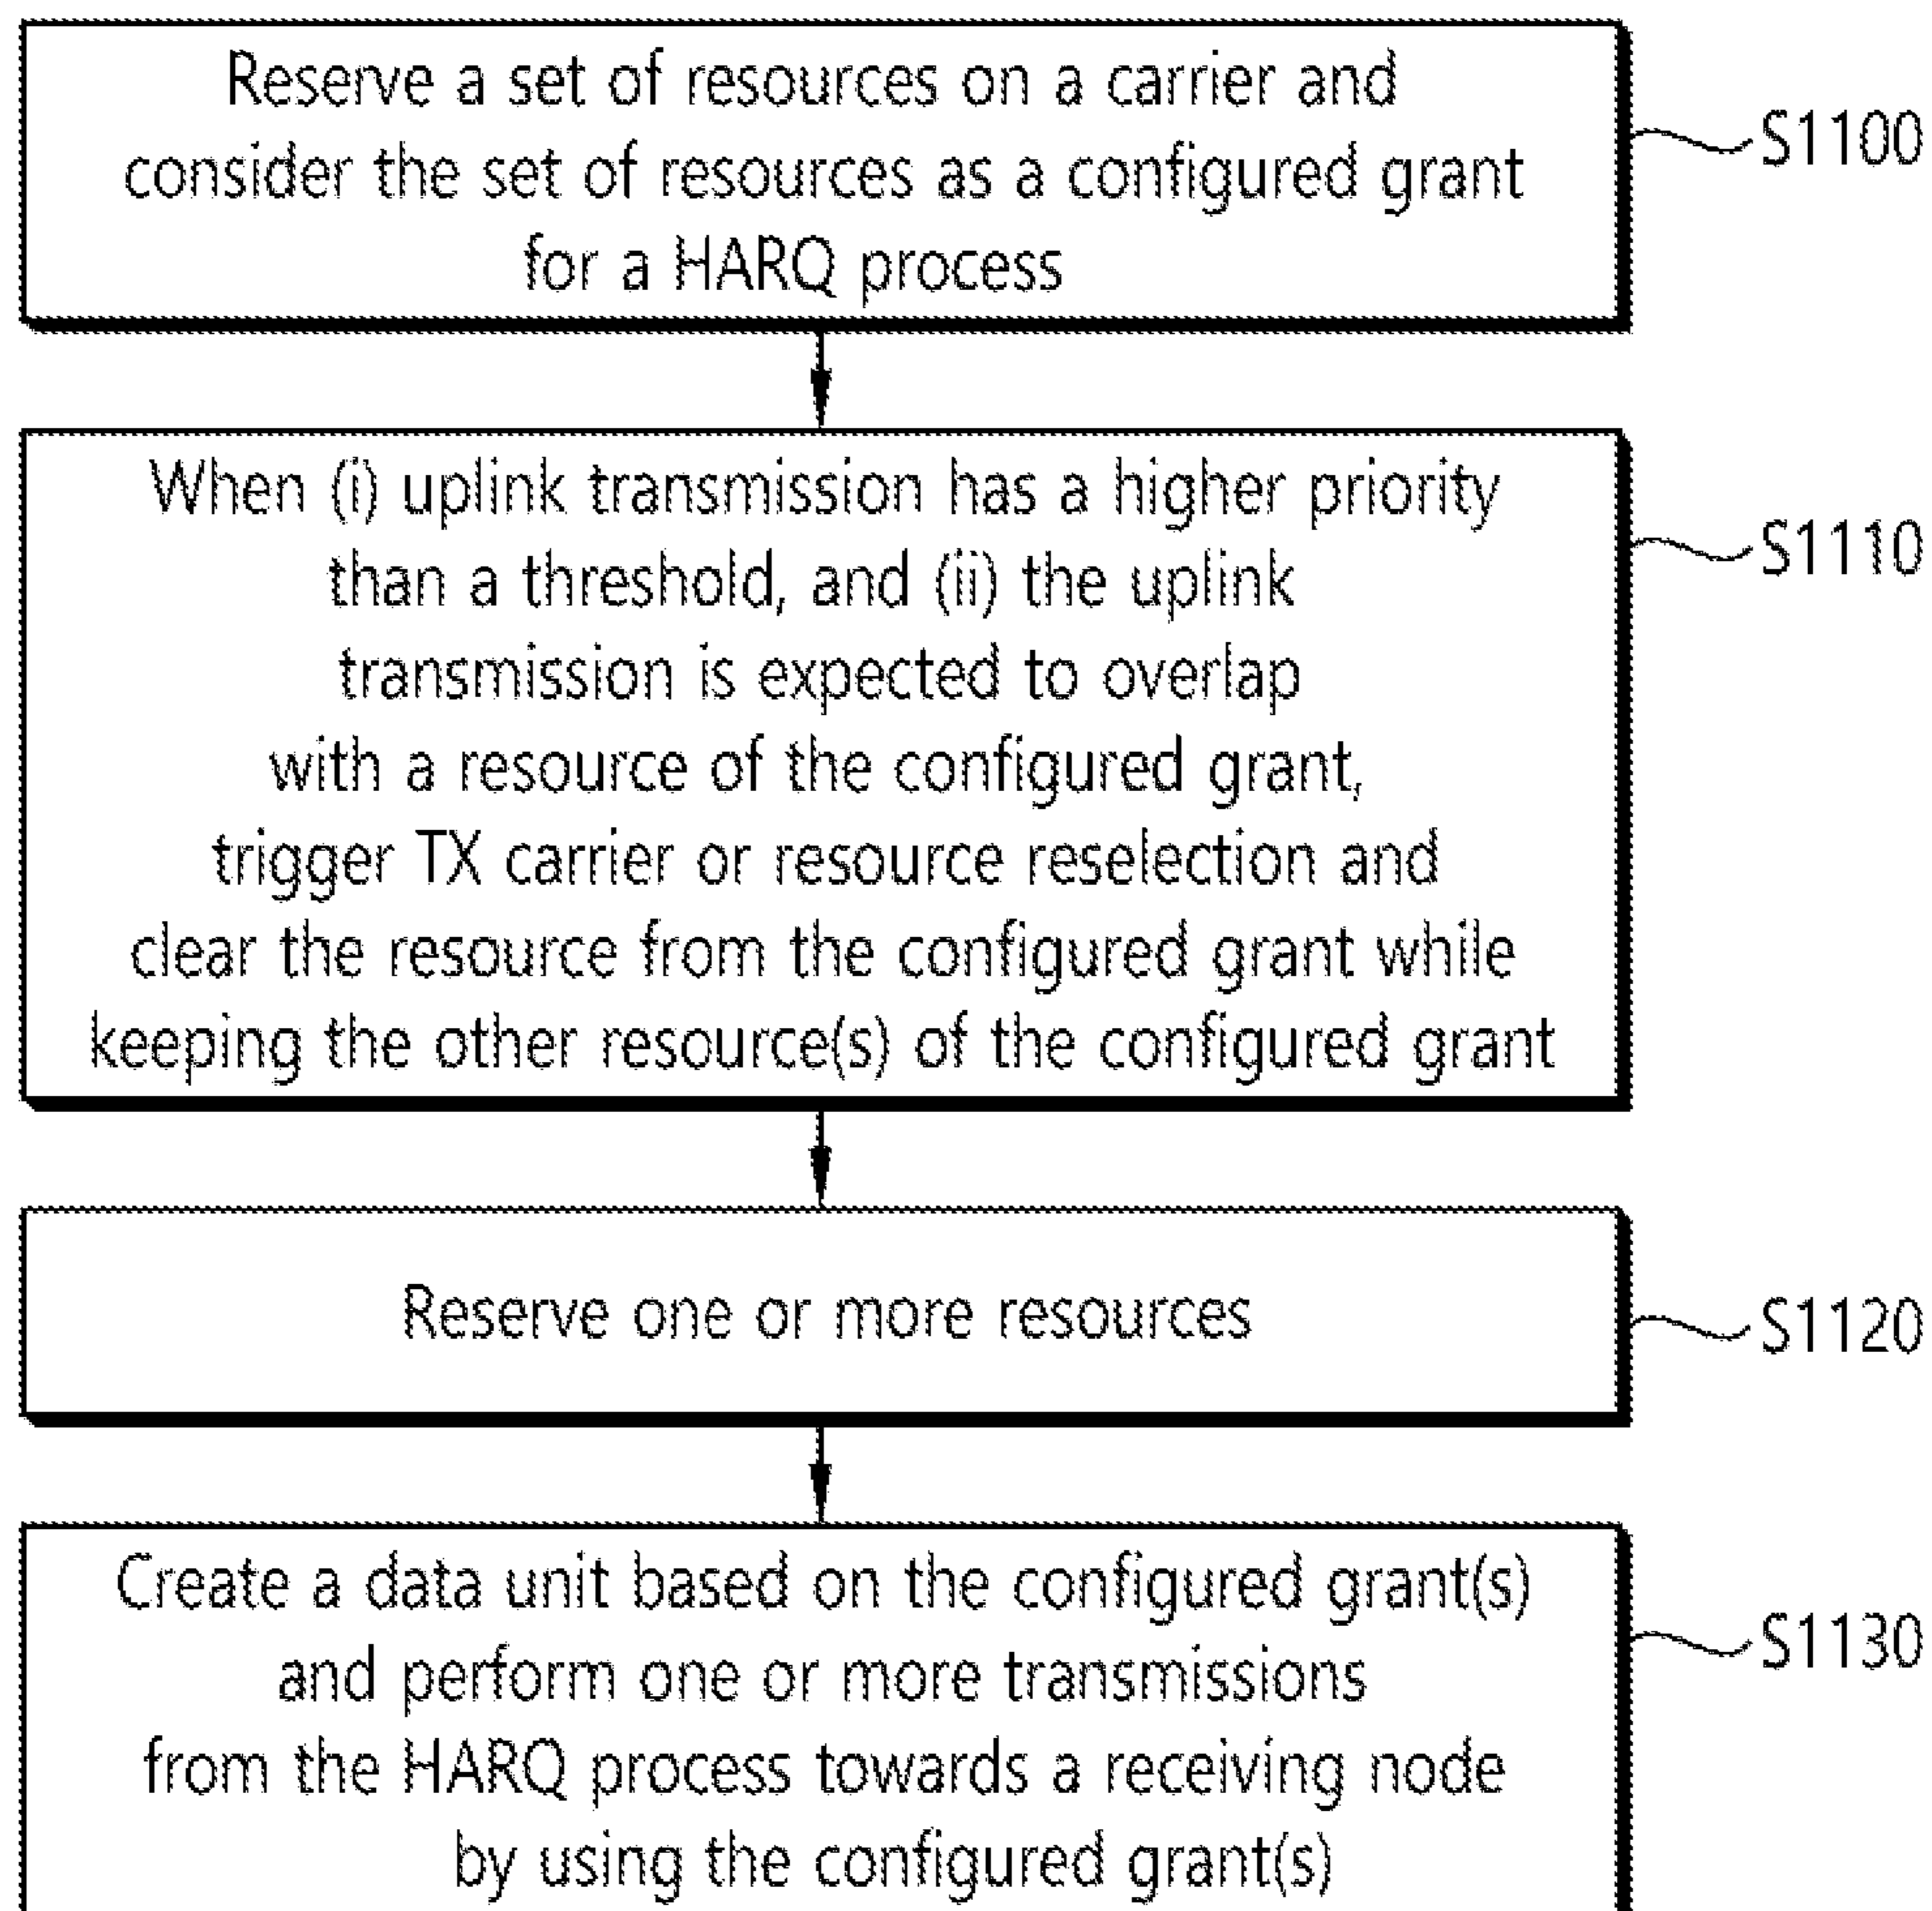 Reserve a set of resources on a carrier and
consider the set of resources as a configured grant
for a HARQ process
S1100
When (i) uplink transmission has a higher priority
than a threshold, and (ii) the uplink
transmission is expected to overlap
with a resource of the configured grant,
trigger TX carrier or resource reselection and
clear the resource from the configured grant while
keeping the other resource(s) of the configured grant
S1110
Reserve one or more resources
S1120
Create a data unit based on the configured grant(s)
and perform one or more transmissions
from the HARQ process towards a receiving node
by using the configured grant(s)
S1130